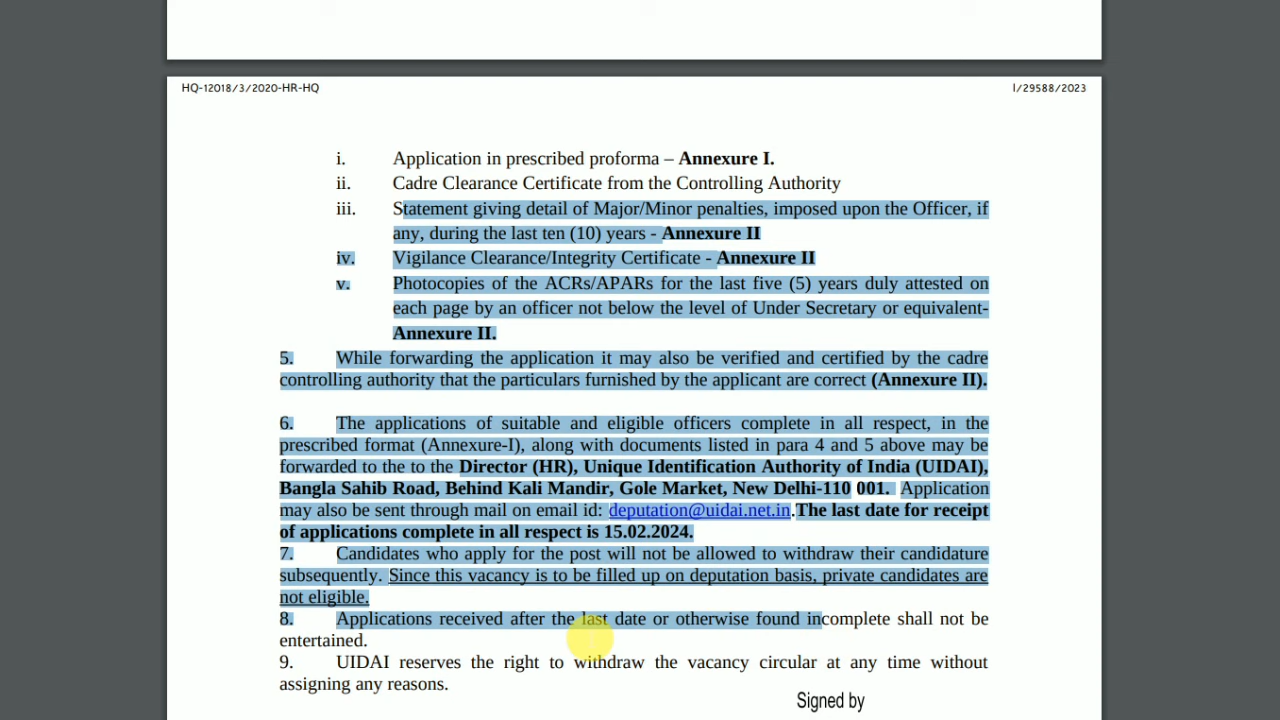 HQ-12018/3/2020-HR-HQ
I/29588/2023
i. Application in prescribed proforma – Annexure I.
ii. Cadre Clearance Certificate from the Controlling Authority
iii. Statement giving detail of Major/Minor penalties, imposed upon the Officer, if
any, during the last ten (10) years - Annexure II
iv. Vigilance Clearance/Integrity Certificate - Annexure II
v. Photocopies of the ACRs/APARs for the last five (5) years duly attested on
each page by an officer not below the level of Under Secretary or equivalent-
Annexure II.
5. While forwarding the application it may also be verified and certified by the cadre
controlling authority that the particulars furnished by the applicant are correct (Annexure II).
6. The applications of suitable and eligible officers complete in all respect, in the
prescribed format (Annexure-I), along with documents listed in para 4 and 5 above may be
forwarded to the to the Director (HR), Unique Identification Authority of India (UIDAI),
Bangla Sahib Road, Behind Kali Mandir, Gole Market, New Delhi-110 001. Application
may also be sent through mail on email id: deputation@uidai.net.in.The last date for receipt
of applications complete in all respect is 15.02.2024.
7. Candidates who apply for the post will not be allowed to withdraw their candidature
subsequently. Since this vacancy is to be filled up on deputation basis, private candidates are
not eligible.
8. Applications received after the last date or otherwise found incomplete shall not be
entertained.
9. UIDAI reserves the right to withdraw the vacancy circular at any time without
assigning any reasons.
Signed by